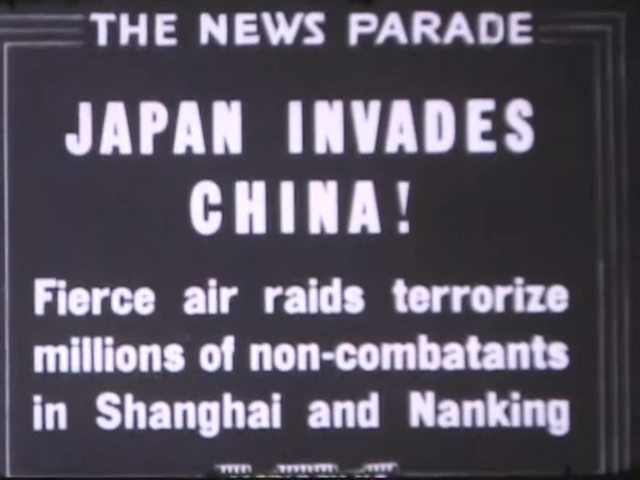 THE NEWS PARADE
JAPAN INVADES
CHINA!
Fierce air raids terrorize
millions of non-combatants
in Shanghai and Nanking